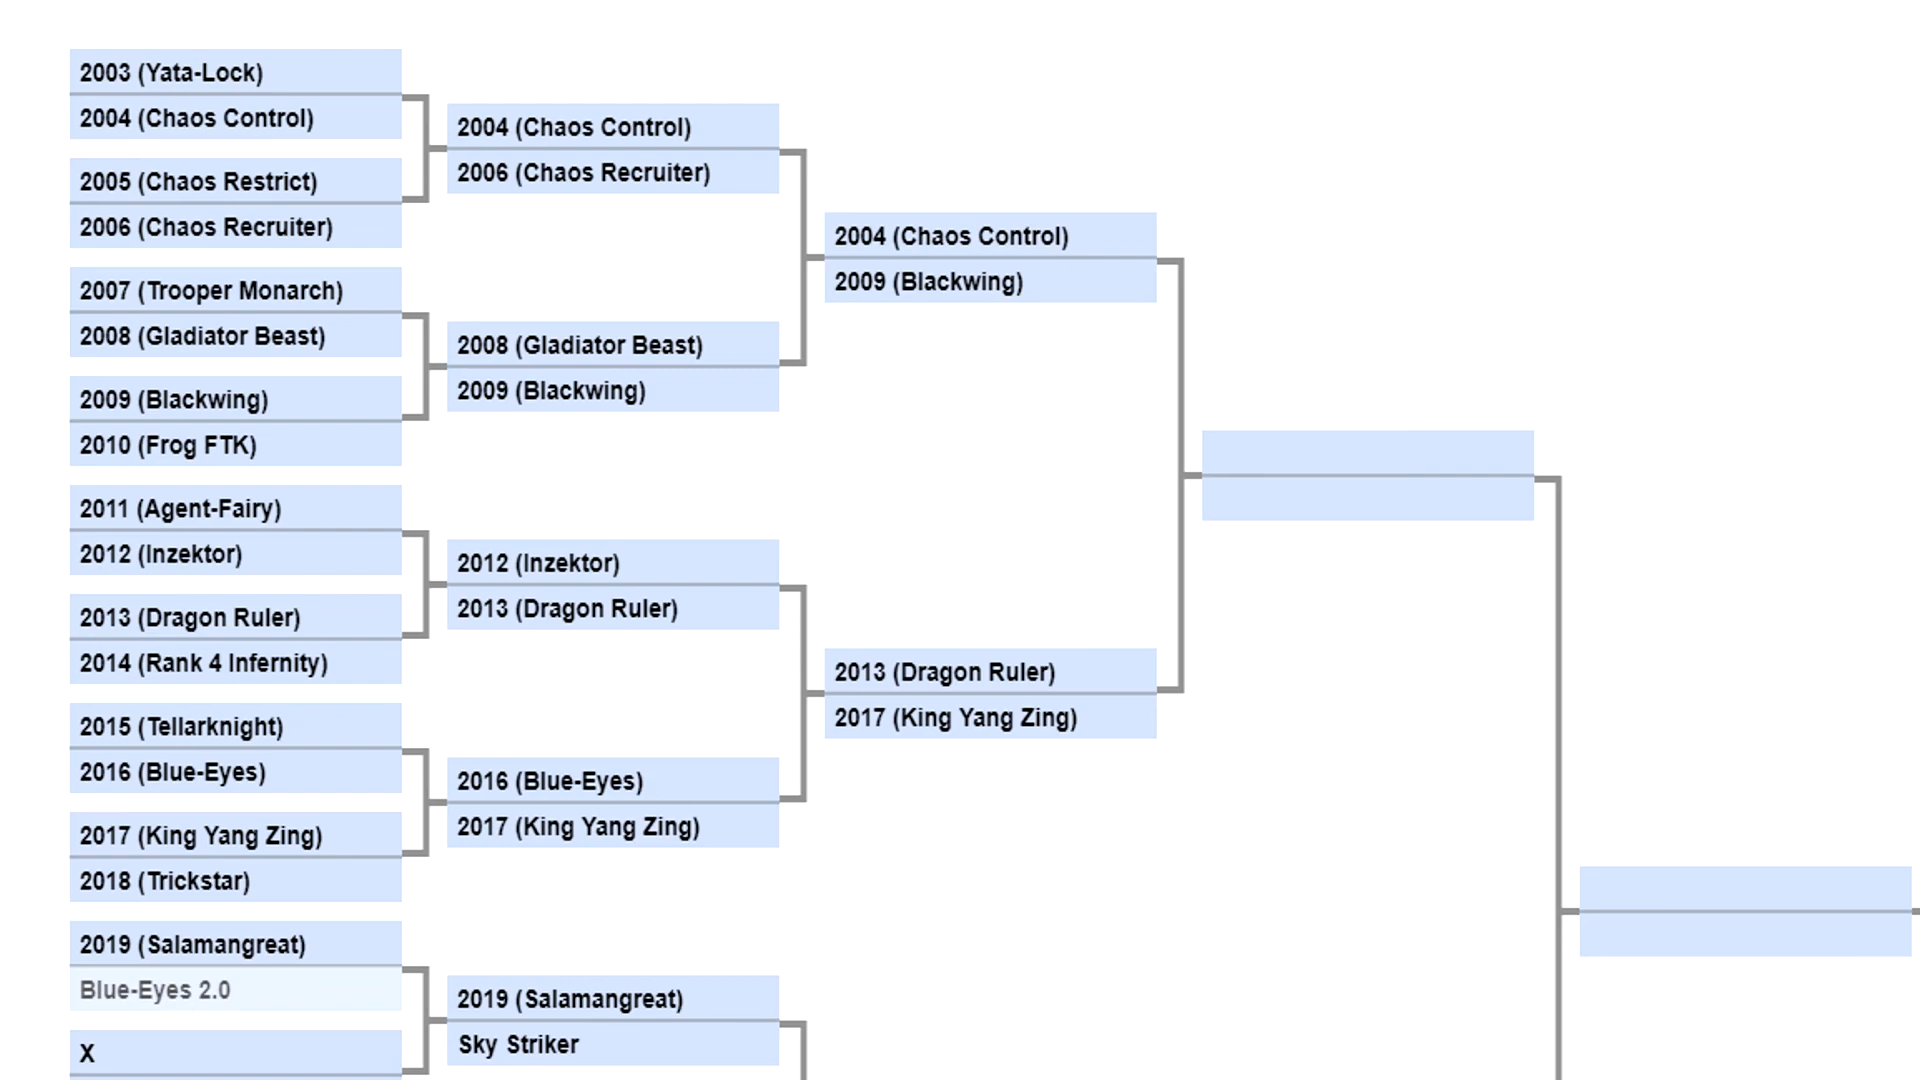 2003 (Yata-Lock)
2004 (Chaos Control)
2005 (Chaos Restrict)
2006 (Chaos Recruiter)
2007 (Trooper Monarch)
2008 (Gladiator Beast)
2009 (Blackwing)
2010 (Frog FTK)
2011 (Agent-Fairy)
2012 (Inzektor)
2013 (Dragon Ruler)
2014 (Rank 4 Infernity)
2015 (Tellarknight)
2016 (Blue-Eyes)
2017 (King Yang Zing)
2018 (Trickstar)
2019 (Salamangreat)
Blue-Eyes 2.0
X
2004 (Chaos Control)
2006 (Chaos Recruiter)
2008 (Gladiator Beast)
2009 (Blackwing)
2012 (Inzektor)
2013 (Dragon Ruler)
2016 (Blue-Eyes)
2017 (King Yang Zing)
2019 (Salamangreat)
Sky Striker
2004 (Chaos Control)
2009 (Blackwing)
2013 (Dragon Ruler)
2017 (King Yang Zing)